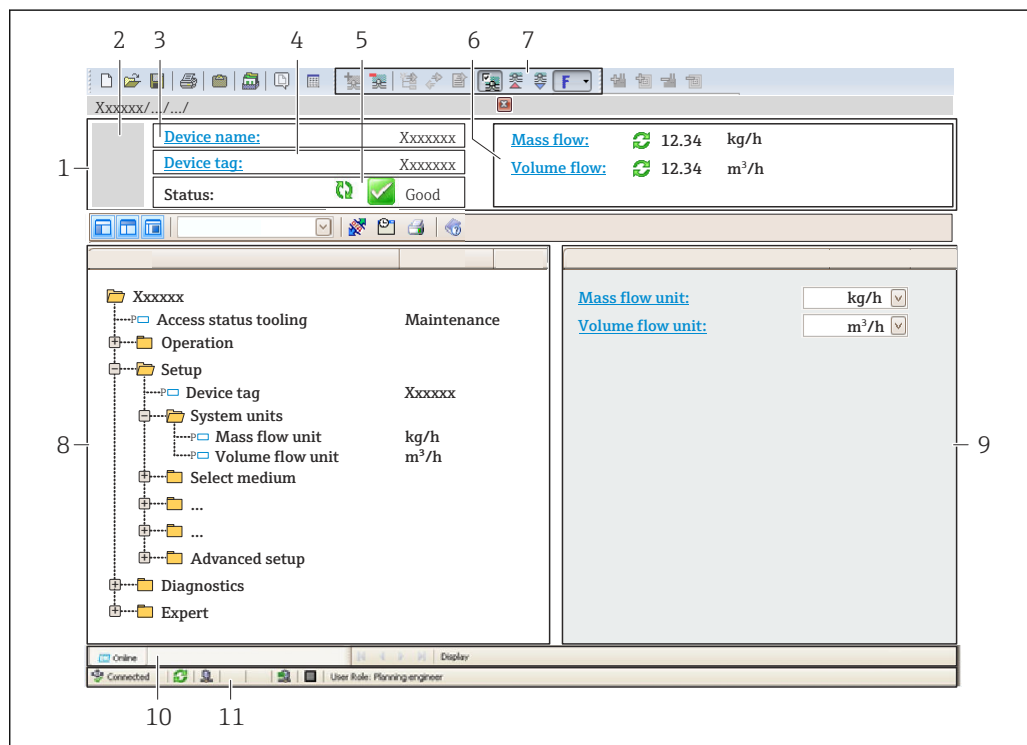 2 3 4 5 6 7
F
Xxxxxx/.../.../
1
Device name: Xxxxxxx
Device tag: Xxxxxxx
Status: Good
Mass flow: 12.34 kg/h
Volume flow: 12.34 m³/h
Xxxxxx
P Access status tooling Maintenance
Operation
Setup
P Device tag Xxxxxx
System units
P Mass flow unit kg/h
P Volume flow unit m³/h
Select medium
...
...
Advanced setup
Diagnostics
Expert
8
Mass flow unit: kg/h
Volume flow unit: m³/h
9
Online Display
Connected User Role: Planning engineer
10 11